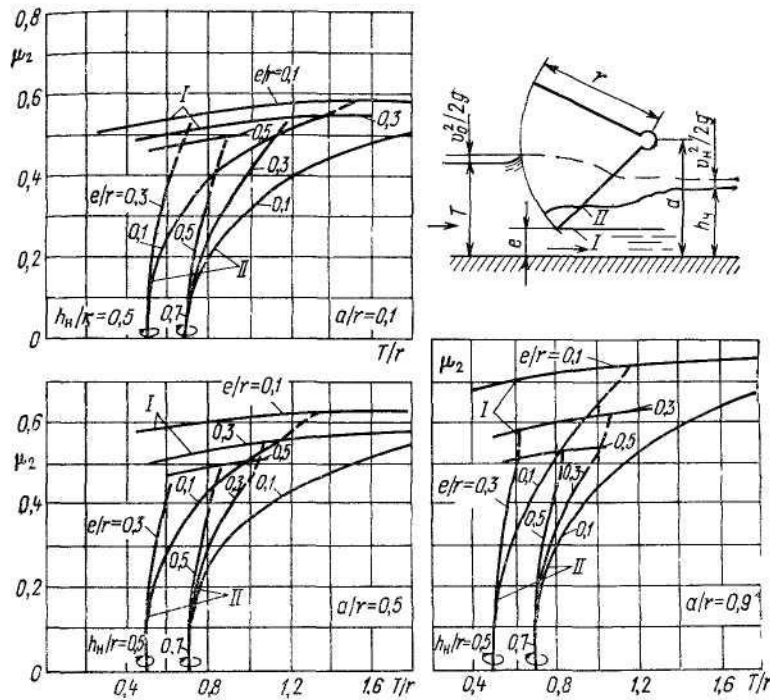 0,8
μ₂
0,6
0,4
0,2
0
e/r=0,1
I
0,3
0,5
e/r=0,3
0,3
0,1
0,1
0,5
II
hн/r=0,5
0,7
a/r=0,1
T/r
r
υ₀²/2g
υн²/2g
T
e
a
II
I
e/r=0,1
I
0,6
μ₂
0,3
0,5
0,4
0,1
0,3
0,1
e/r=0,3
0,5
0,2
II
a/r=0,5
hн/r=0,5
0,7
0
0,4
0,8
1,2
1.6
T/r
μ₂
e/r=0,1
I
0,3
0,5
0,1
0,3
e/r=0,3
0,5
0,1
II
a/r=0,9
hн/r=0,5
0,7
0,4
0.8
1.2
1.6
T/r